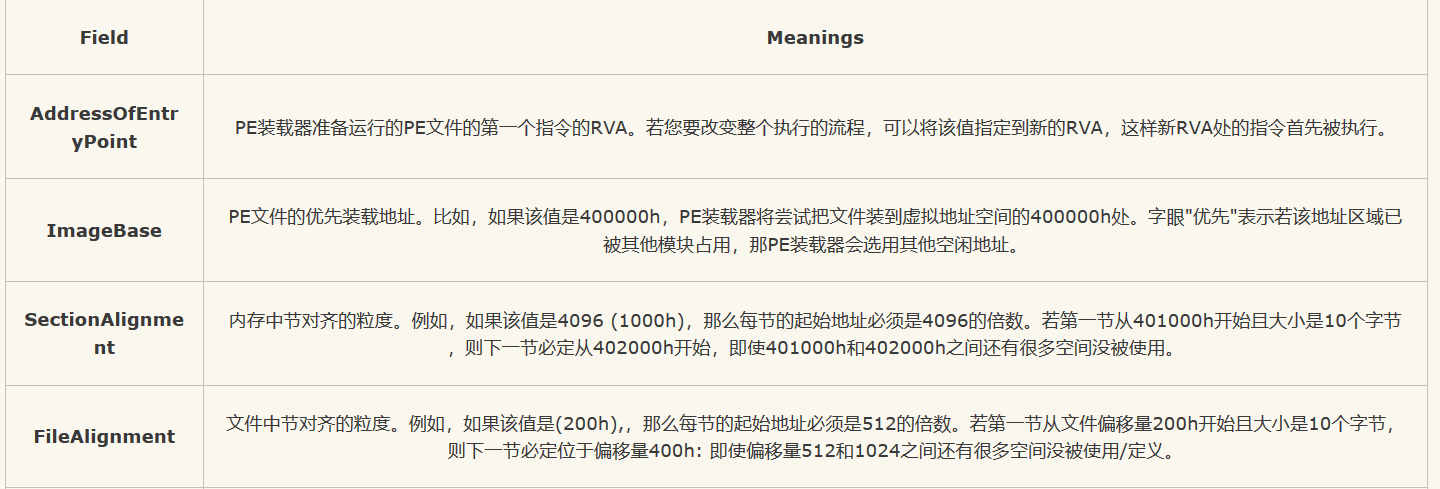 Field
Meanings
AddressOfEntr
yPoint
PE装载器准备运行的PE文件的第一个指令的RVA。若您要改变整个执行的流程，可以将该值指定到新的RVA，这样新RVA处的指令首先被执行。
ImageBase
PE文件的优先装载地址。比如，如果该值是400000h，PE装载器将尝试把文件装到虚拟地址空间的400000h处。字眼"优先"表示若该地址区域已
被其他模块占用，那PE装载器会选用其他空闲地址。
SectionAlignme
nt
内存中节对齐的粒度。例如，如果该值是4096 (1000h)，那么每节的起始地址必须是4096的倍数。若第一节从401000h开始且大小是10个字节
，则下一节必定从402000h开始，即使401000h和402000h之间还有很多空间没被使用。
FileAlignment
文件中节对齐的粒度。例如，如果该值是(200h),，那么每节的起始地址必须是512的倍数。若第一节从文件偏移量200h开始且大小是10个字节，
则下一节必定位于偏移量400h: 即使偏移量512和1024之间还有很多空间没被使用/定义。